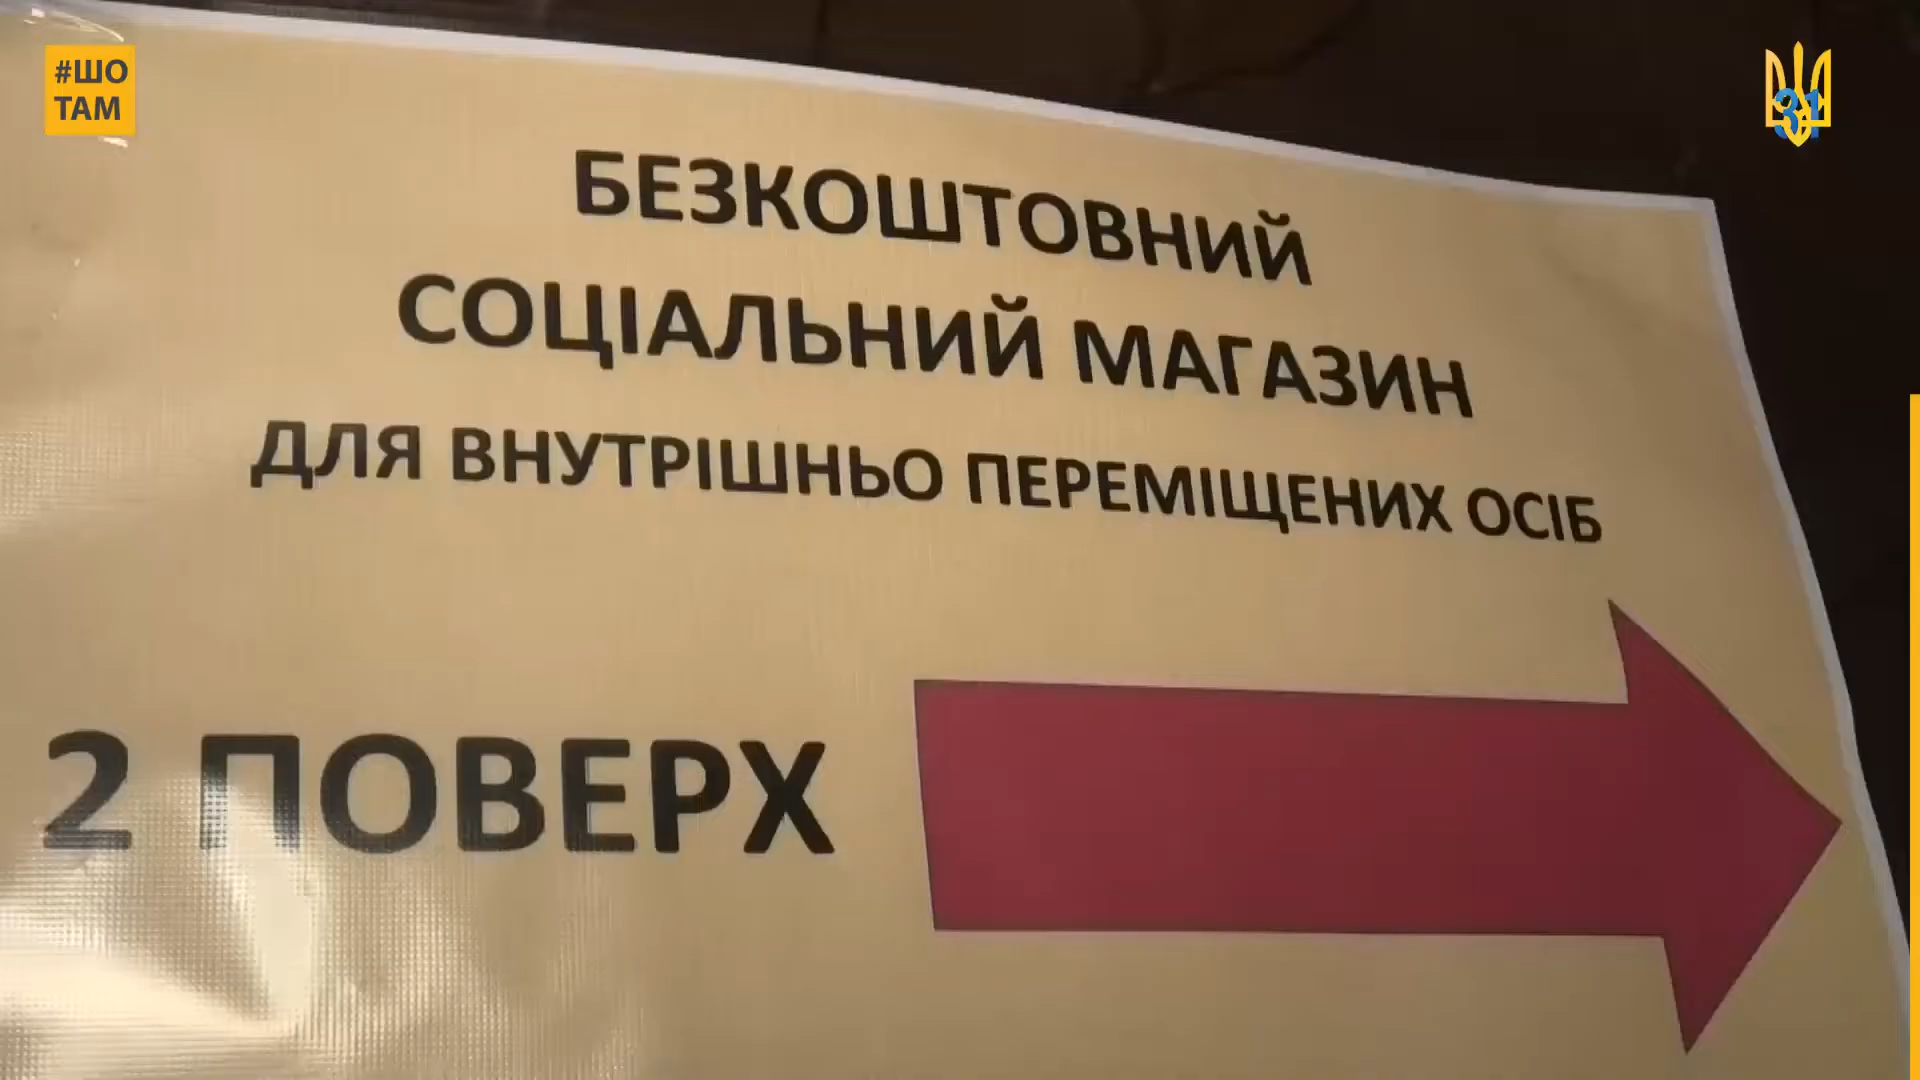 #ШО
ТАМ
31
БЕЗКОШТОВНИЙ
СОЦІАЛЬНИЙ МАГАЗИН
ДЛЯ ВНУТРІШНЬО ПЕРЕМІЩЕНИХ ОСІБ
2 ПОВЕРХ